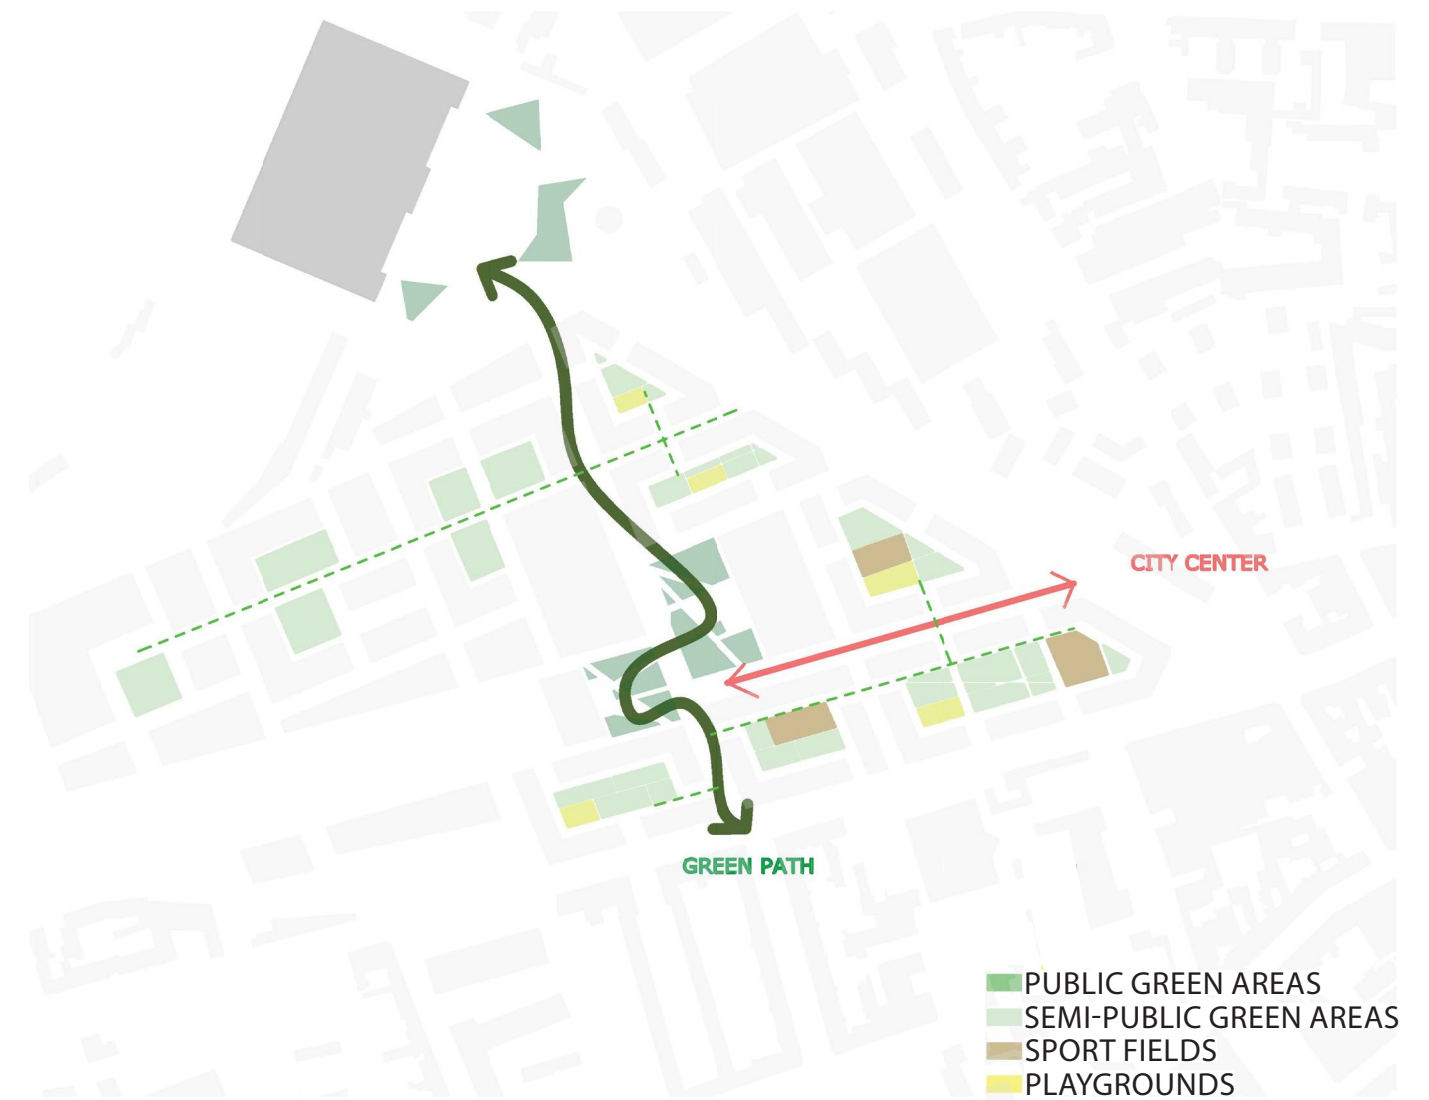 CITY CENTER
GREEN PATH
PUBLIC GREEN AREAS
SEMI-PUBLIC GREEN AREAS
SPORT FIELDS
PLAYGROUNDS